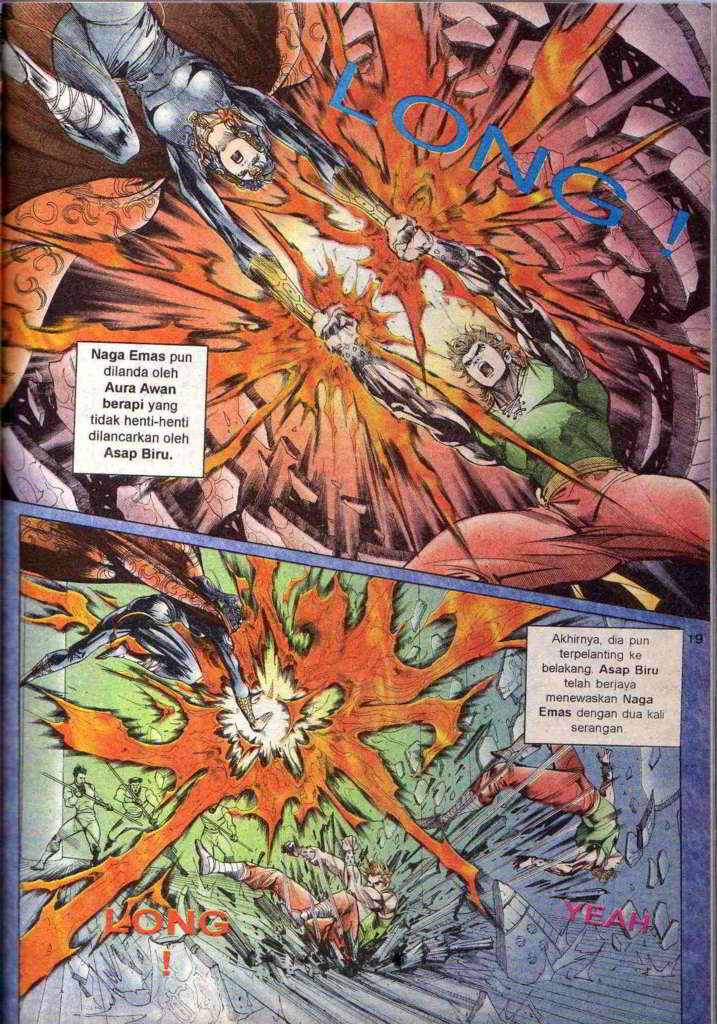 LONG !
Naga Emas pun
dilanda oleh
Aura Awan
berapi yang
tidak henti-henti
dilancarkan oleh
Asap Biru.
19
Akhirnya, dia pun
terpelanting ke
belakang. Asap Biru
telah berjaya
menewaskan Naga
Emas dengan dua kali
serangan.
LONG
!
YEAH